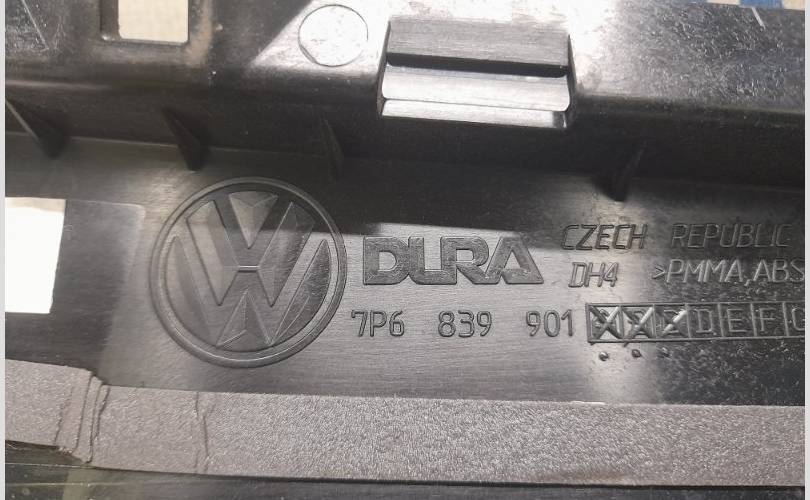 DURA
CZECH REPUBLIC
DH4 >PMMA,ABS
7P6 839 901 DEF